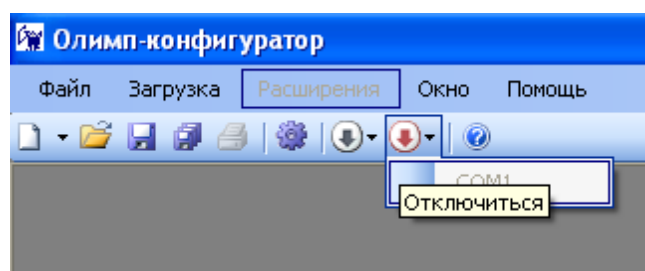 Олимп-конфигуратор
Файл Загрузка Расширения Окно Помощь
COM1
Отключиться